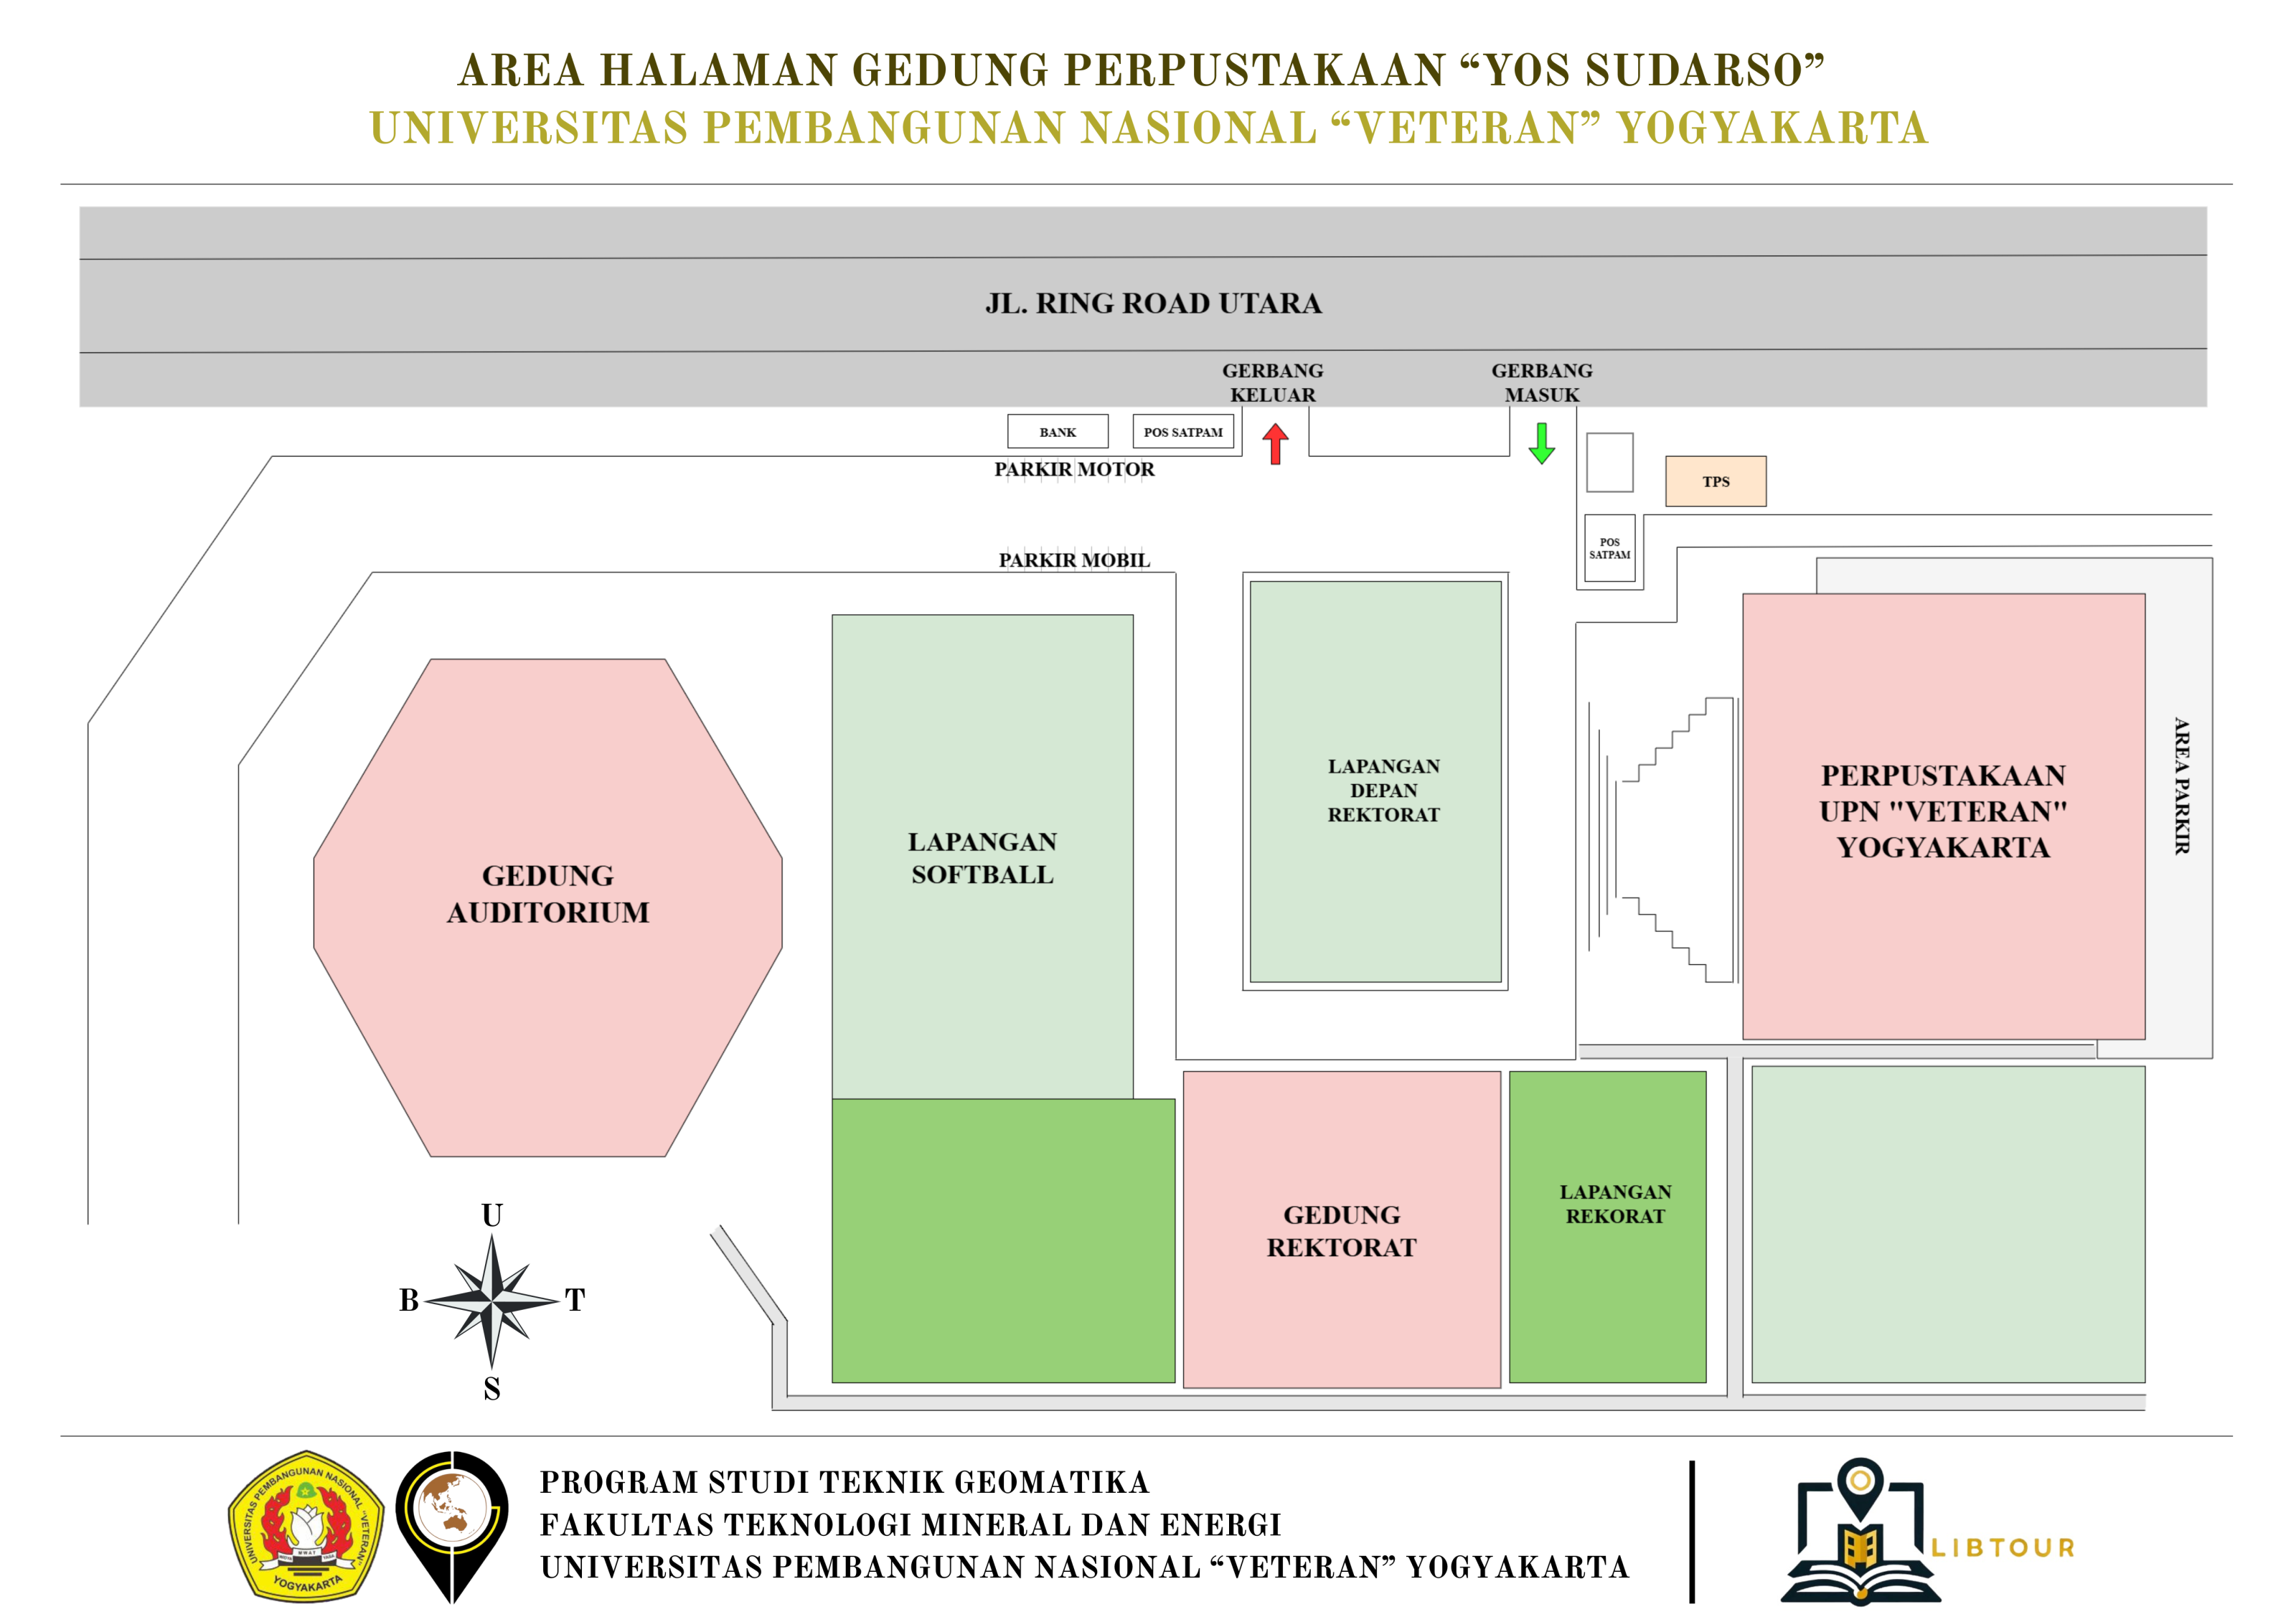 AREA HALAMAN GEDUNG PERPUSTAKAAN “YOS SUDARSO”
UNIVERSITAS PEMBANGUNAN NASIONAL “VETERAN” YOGYAKARTA
JL. RING ROAD UTARA
GERBANG
KELUAR
GERBANG
MASUK
BANK
POS SATPAM
PARKIR MOTOR
TPS
POS
SATPAM
PARKIR MOBIL
LAPANGAN
DEPAN
REKTORAT
PERPUSTAKAAN
UPN "VETERAN"
YOGYAKARTA
AREA PARKIR
LAPANGAN
SOFTBALL
GEDUNG
AUDITORIUM
GEDUNG
REKTORAT
LAPANGAN
REKORAT
U
B
T
S
UNIVERSITAS PEMBANGUNAN NASIONAL "VETERAN"
YOGYAKARTA
PROGRAM STUDI TEKNIK GEOMATIKA
FAKULTAS TEKNOLOGI MINERAL DAN ENERGI
UNIVERSITAS PEMBANGUNAN NASIONAL “VETERAN” YOGYAKARTA
LIBTOUR